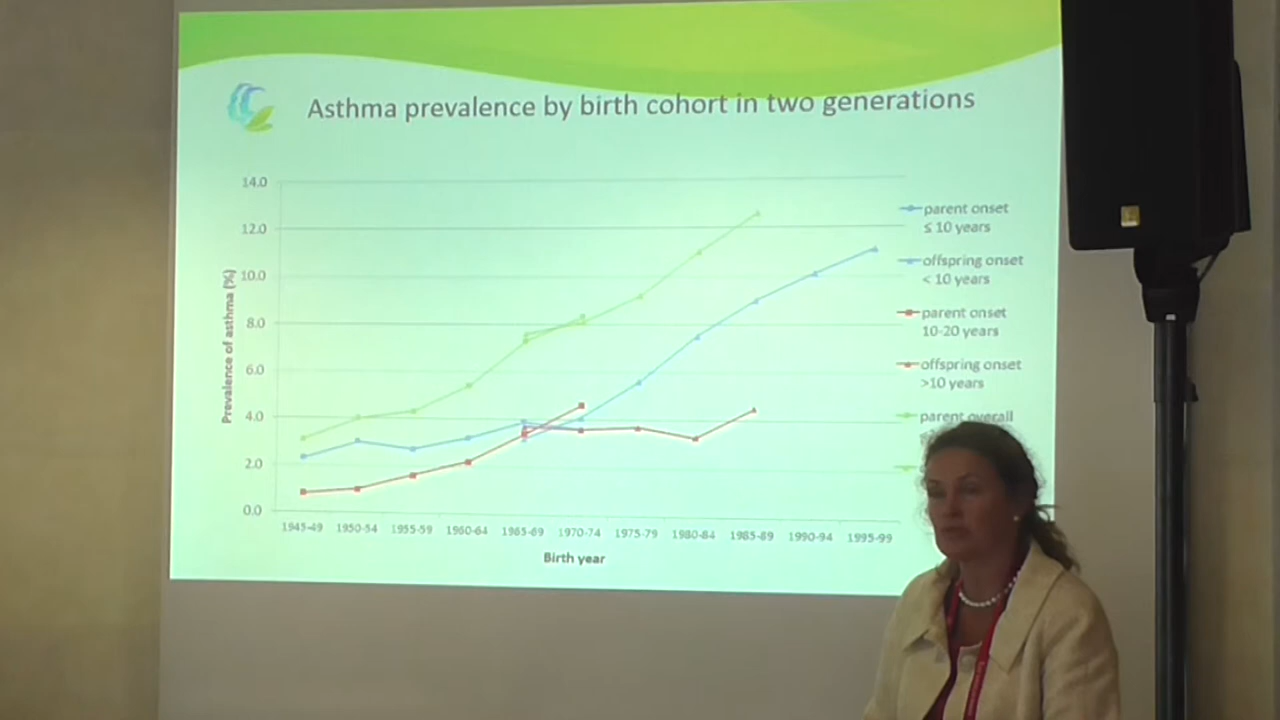 Asthma prevalence by birth cohort in two generations
14.0
12.0
10.0
8.0
6.0
4.0
2.0
0.0
Prevalence of asthma (%)
1945-49 1950-54 1955-59 1960-64 1965-69 1970-74 1975-79 1980-84 1985-89 1990-94 1995-99
Birth year
parent onset
≤ 10 years
offspring onset
< 10 years
parent onset
10-20 years
offspring onset
>10 years
parent overall